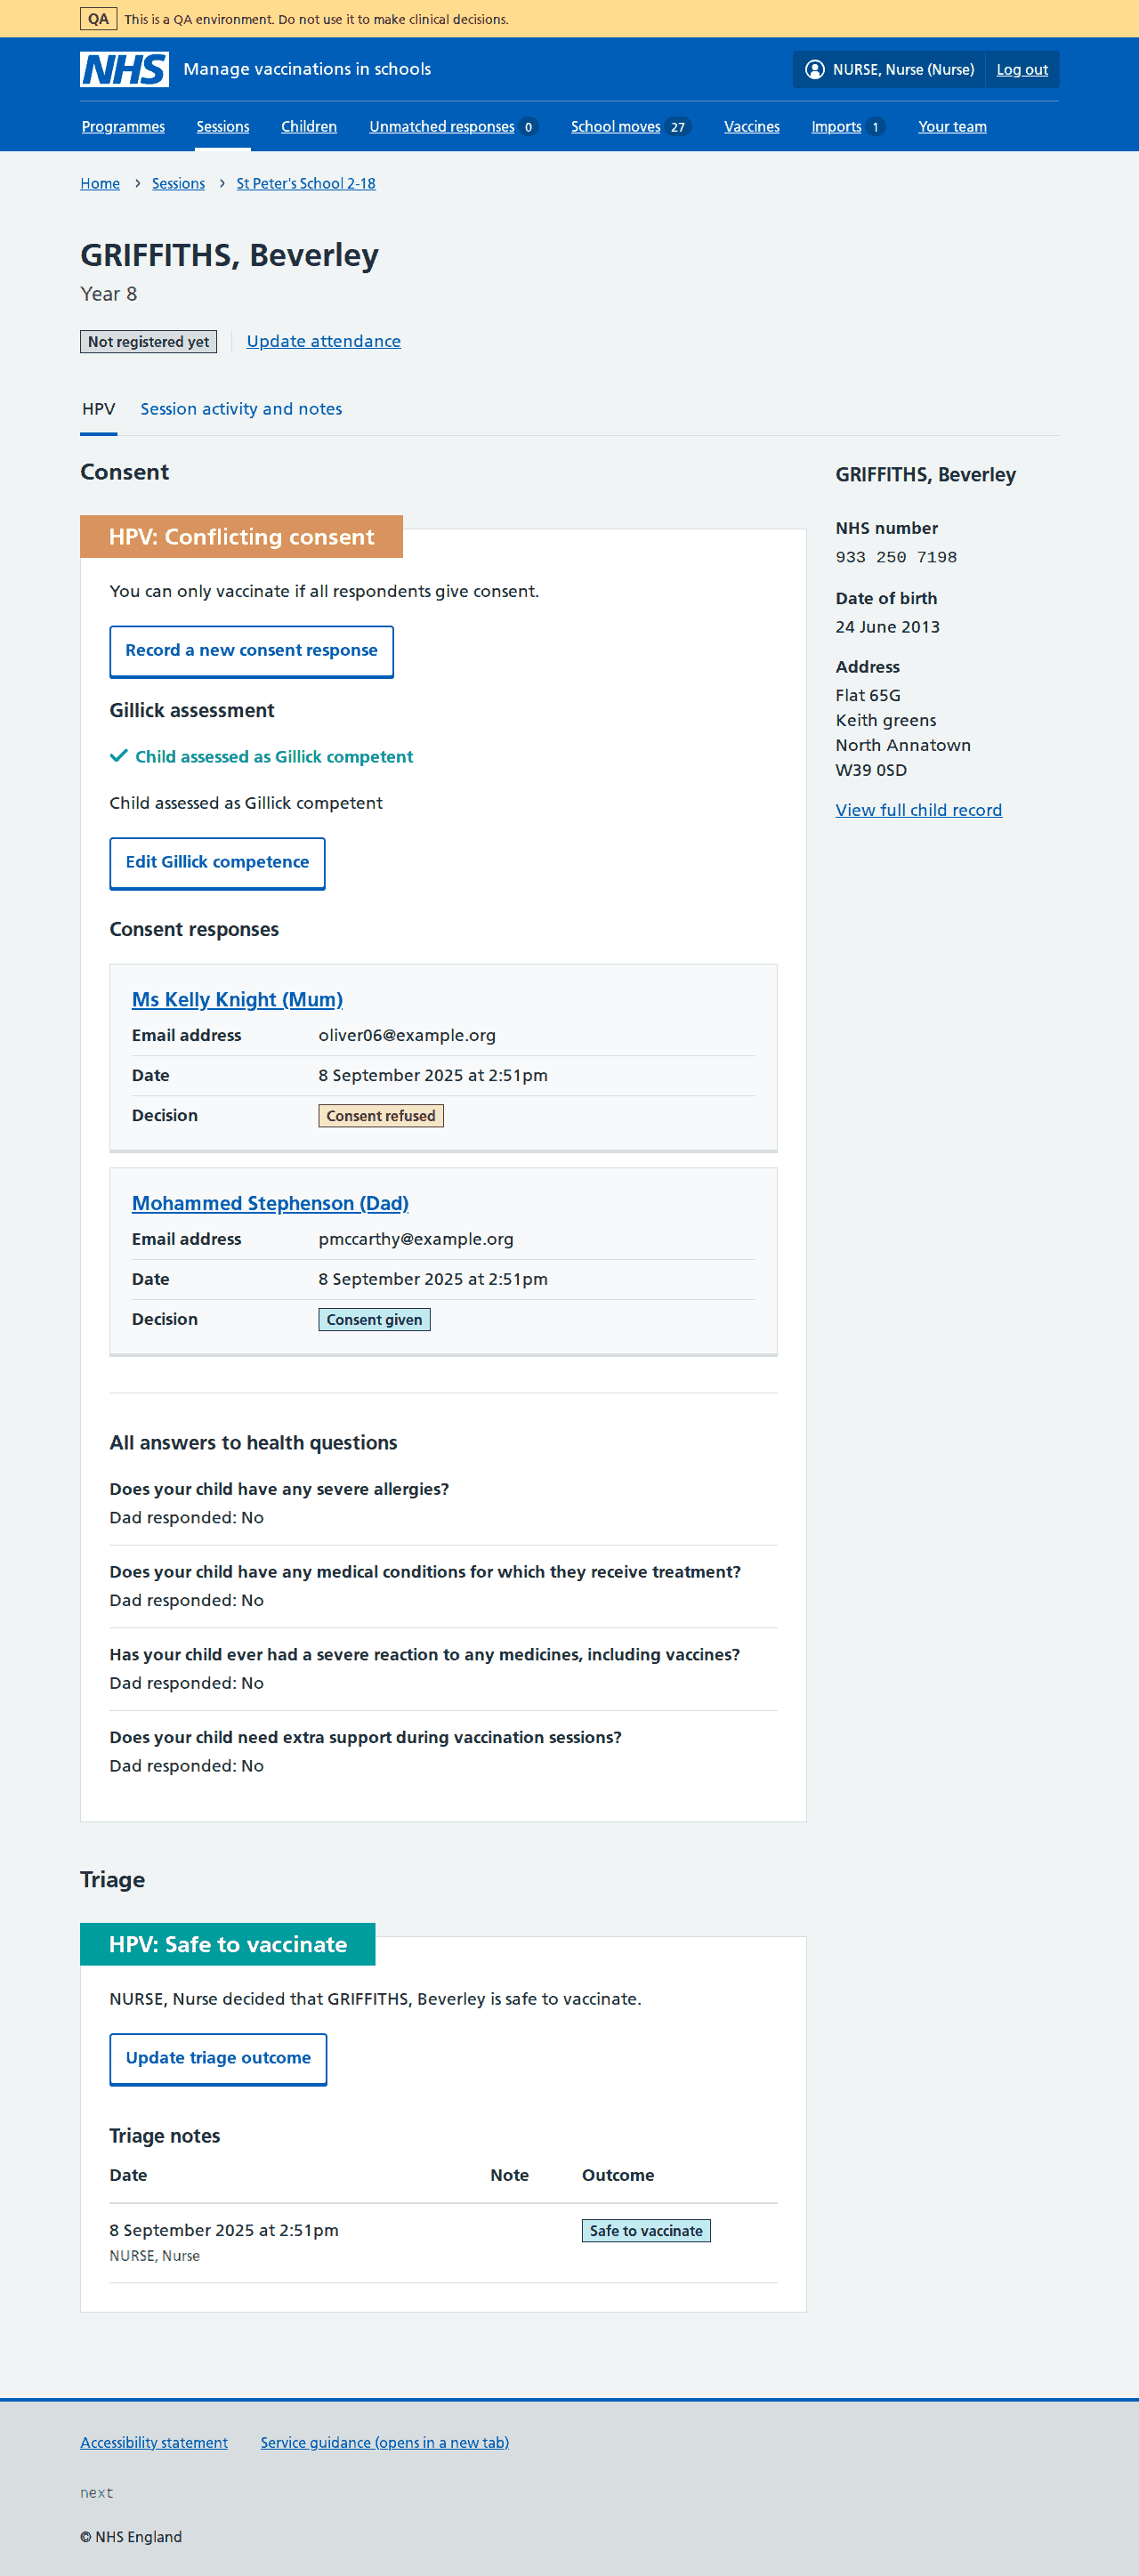 QA This is a QA environment. Do not use it to make clinical decisions.
NHS Manage vaccinations in schools NURSE, Nurse (Nurse) Log out
Programmes Sessions Children Unmatched responses 0 School moves 27 Vaccines Imports 1 Your team
Home › Sessions › St Peter's School 2-18
GRIFFITHS, Beverley
Year 8
Not registered yet Update attendance
HPV Session activity and notes
Consent
HPV: Conflicting consent
You can only vaccinate if all respondents give consent.
Record a new consent response
Gillick assessment
Child assessed as Gillick competent
Child assessed as Gillick competent
Edit Gillick competence
Consent responses
Ms Kelly Knight (Mum)
Email address oliver06@example.org
Date 8 September 2025 at 2:51pm
Decision Consent refused
Mohammed Stephenson (Dad)
Email address pmccarthy@example.org
Date 8 September 2025 at 2:51pm
Decision Consent given
All answers to health questions
Does your child have any severe allergies?
Dad responded: No
Does your child have any medical conditions for which they receive treatment?
Dad responded: No
Has your child ever had a severe reaction to any medicines, including vaccines?
Dad responded: No
Does your child need extra support during vaccination sessions?
Dad responded: No
GRIFFITHS, Beverley
NHS number
933 250 7198
Date of birth
24 June 2013
Address
Flat 65G
Keith greens
North Annatown
W39 0SD
View full child record
Triage
HPV: Safe to vaccinate
NURSE, Nurse decided that GRIFFITHS, Beverley is safe to vaccinate.
Update triage outcome
Triage notes
Date Note Outcome
8 September 2025 at 2:51pm Safe to vaccinate
NURSE, Nurse
Accessibility statement Service guidance (opens in a new tab)
next
© NHS England